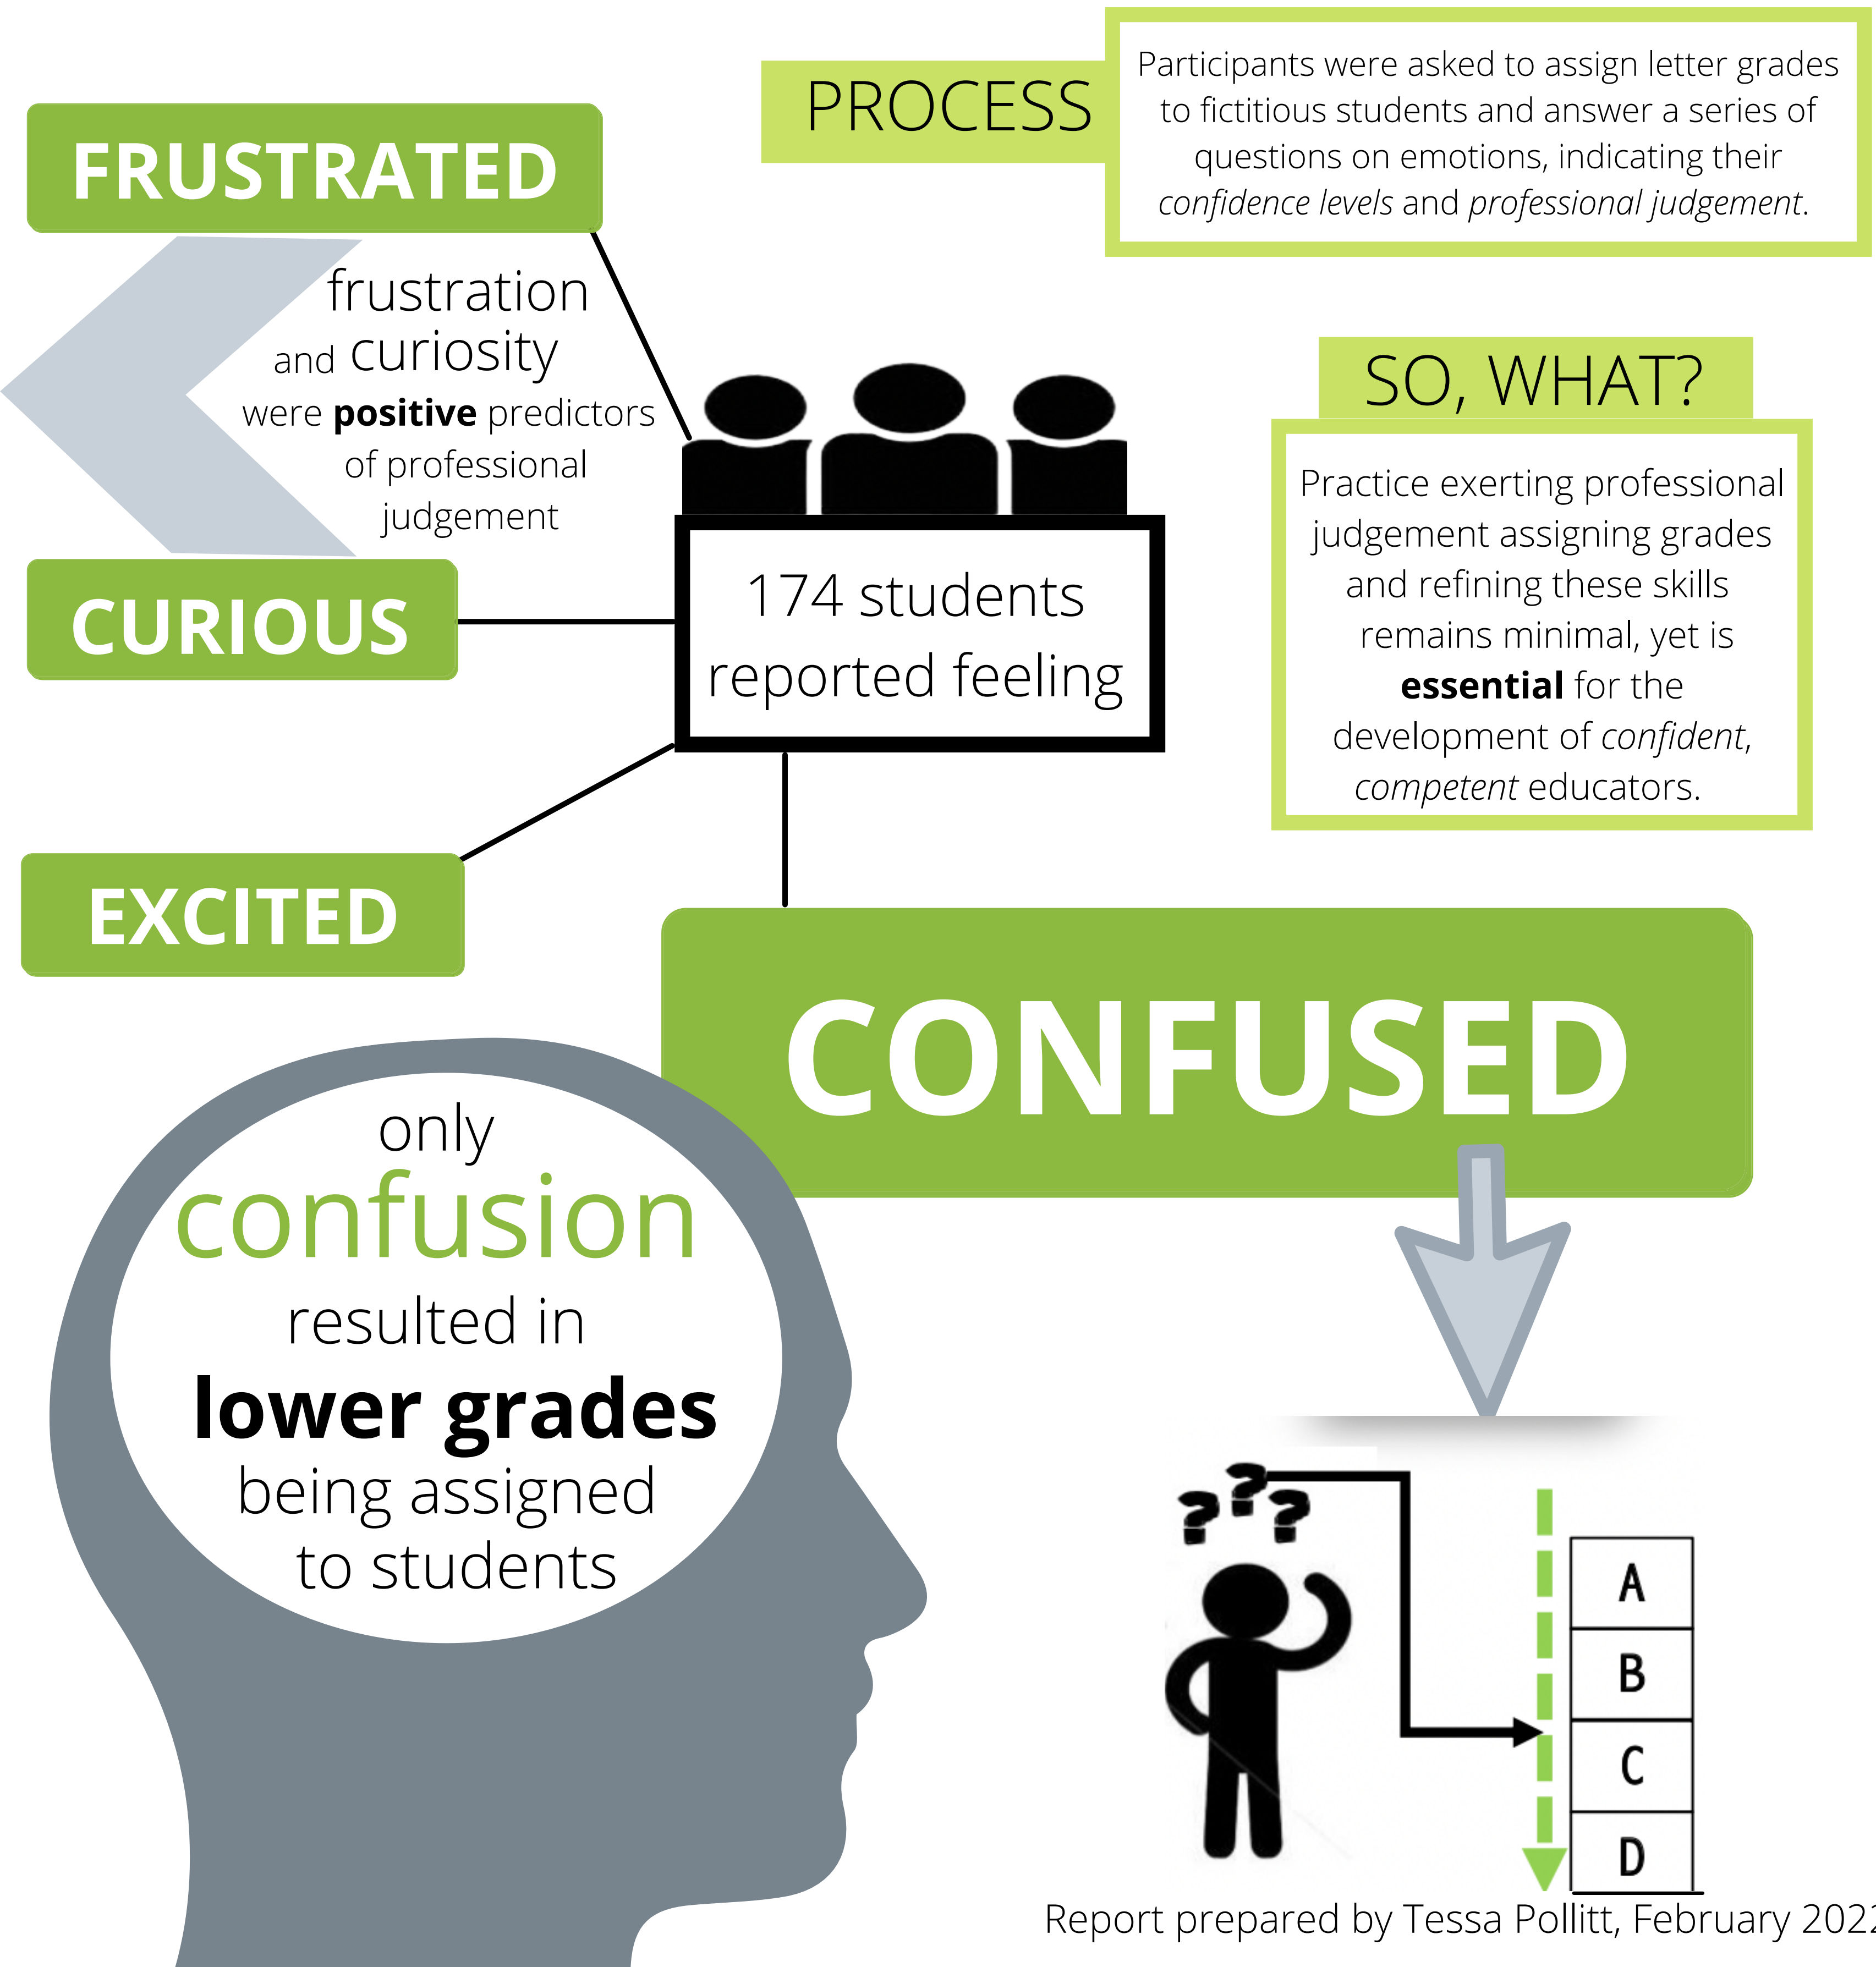 PROCESS
Participants were asked to assign letter grades
to fictitious students and answer a series of
questions on emotions, indicating their
confidence levels and professional judgement.
FRUSTRATED
frustration
and curiosity
were positive predictors
of professional
judgement
CURIOUS
174 students
reported feeling
SO, WHAT?
Practice exerting professional
judgement assigning grades
and refining these skills
remains minimal, yet is
essential for the
development of confident,
competent educators.
EXCITED
CONFUSED
only
confusion
resulted in
lower grades
being assigned
to students
???
A
B
C
D
Report prepared by Tessa Pollitt, February 2022